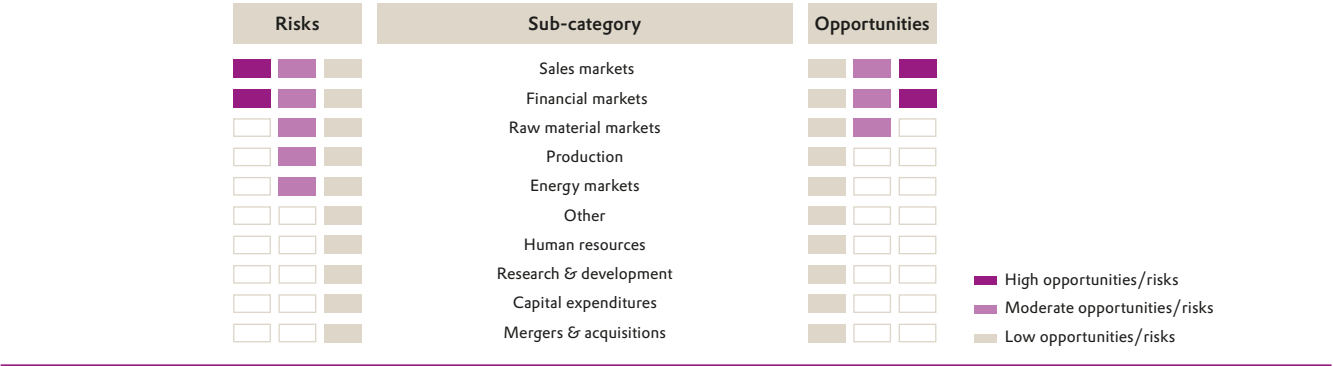 Risks Sub-category Opportunities
Sales markets
Financial markets
Raw material markets
Production
Energy markets
Other
Human resources
Research & development
Capital expenditures
Mergers & acquisitions
High opportunities/risks
Moderate opportunities/risks
Low opportunities/risks